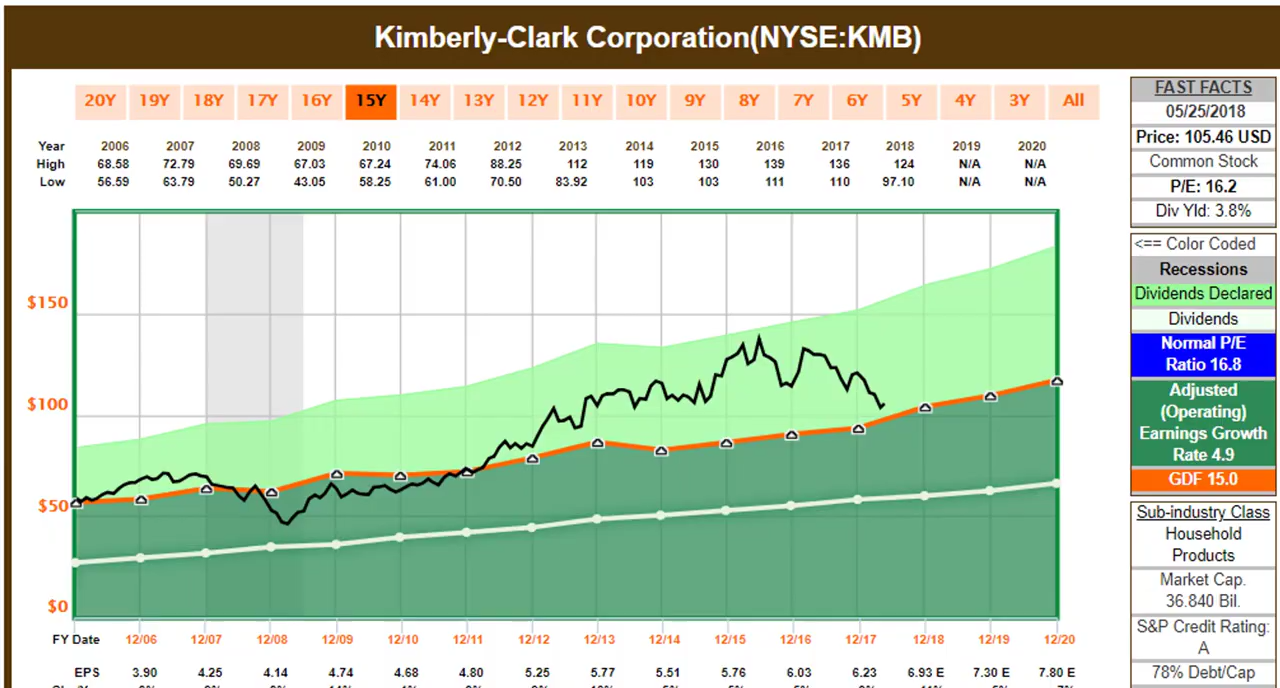 Kimberly-Clark Corporation(NYSE:KMB)
20Y 19Y 18Y 17Y 16Y 15Y 14Y 13Y 12Y 11Y 10Y 9Y 8Y 7Y 6Y 5Y 4Y 3Y All
Year 2006 2007 2008 2009 2010 2011 2012 2013 2014 2015 2016 2017 2018 2019 2020
High 68.58 72.79 69.69 67.03 67.24 74.06 88.25 112 119 130 139 136 124 N/A N/A
Low 56.59 63.79 50.27 43.05 58.25 61.00 70.50 83.92 103 103 111 110 97.10 N/A N/A
$150
$100
$50
$0
FY Date 12/06 12/07 12/08 12/09 12/10 12/11 12/12 12/13 12/14 12/15 12/16 12/17 12/18 12/19 12/20
EPS 3.90 4.25 4.14 4.74 4.68 4.80 5.25 5.77 5.51 5.76 6.03 6.23 6.93 E 7.30 E 7.80 E
FAST FACTS
05/25/2018
Price: 105.46 USD
Common Stock
P/E: 16.2
Div Yld: 3.8%
<== Color Coded
Recessions
Dividends Declared
Dividends
Normal P/E
Ratio 16.8
Adjusted
(Operating)
Earnings Growth
Rate 4.9
GDF 15.0
Sub-industry Class
Household
Products
Market Cap.
36.840 Bil.
S&P Credit Rating:
A
78% Debt/Cap